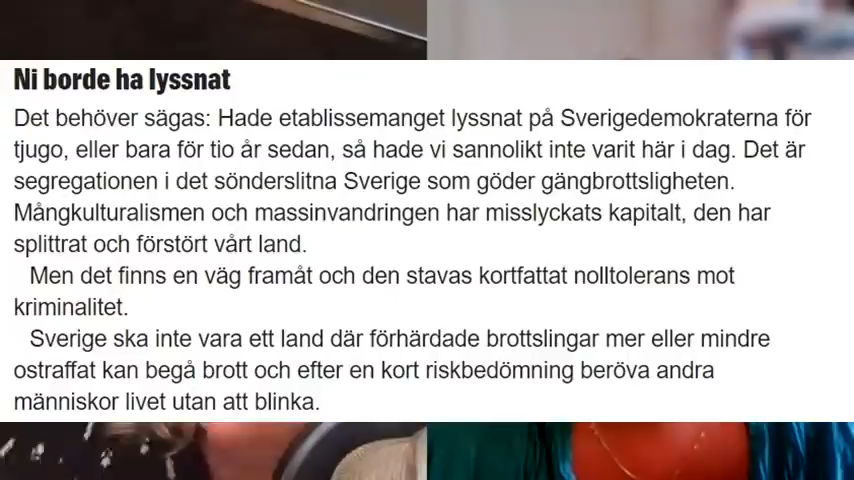 Ni borde ha lyssnat
Det behöver sägas: Hade etablissemanget lyssnat på Sverigedemokraterna för
tjugo, eller bara för tio år sedan, så hade vi sannolikt inte varit här i dag. Det är
segregationen i det sönderslitna Sverige som göder gängbrottsligheten.
Mångkulturalismen och massinvandringen har misslyckats kapitalt, den har
splittrat och förstört vårt land.
Men det finns en väg framåt och den stavas kortfattat nolltolerans mot
kriminalitet.
Sverige ska inte vara ett land där förhärdade brottslingar mer eller mindre
ostraffat kan begå brott och efter en kort riskbedömning beröva andra
människor livet utan att blinka.